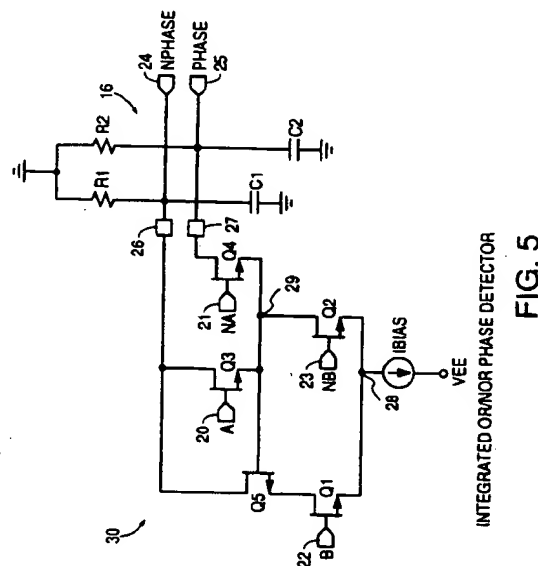 30
16
24
NPHASE
25
PHASE
R1
R2
26
27
C1
C2
20
A
Q3
21
NA
Q4
29
Q5
22
B
Q1
23
NB
Q2
28
IBIAS
VEE
INTEGRATED OR/NOR PHASE DETECTOR
FIG. 5